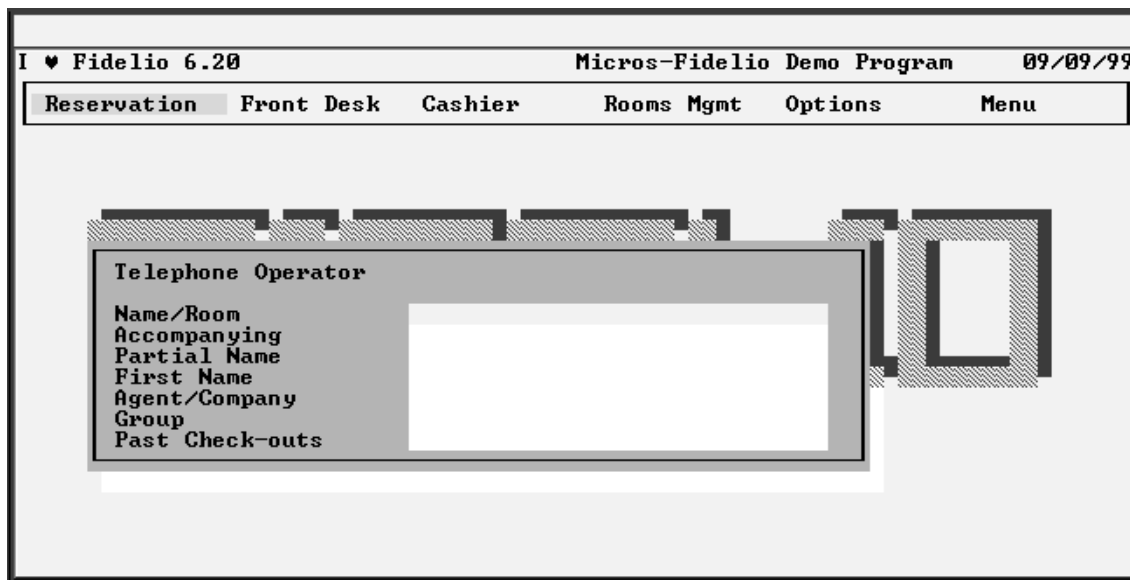 I ♥ Fidelio 6.20 Micros-Fidelio Demo Program 09/09/99
Reservation Front Desk Cashier Rooms Mgmt Options Menu
Telephone Operator
Name/Room
Accompanying
Partial Name
First Name
Agent/Company
Group
Past Check-outs